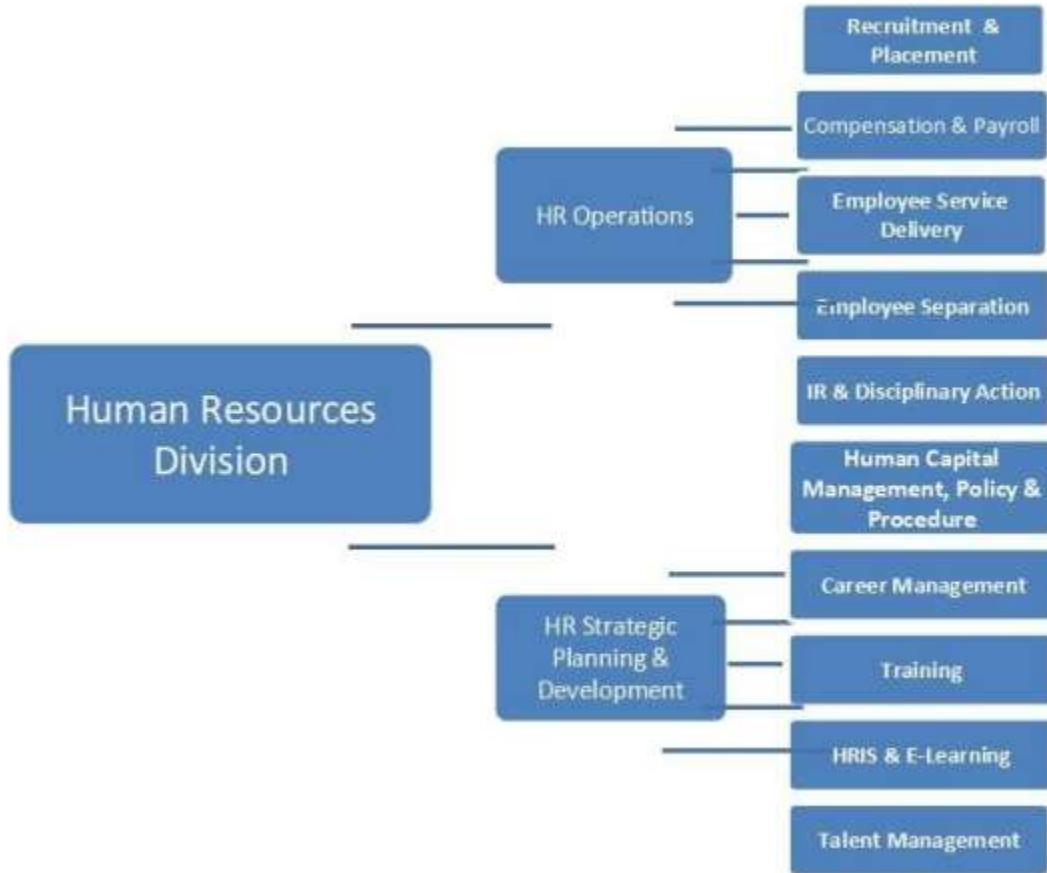 Human Resources
Division
HR Operations
Recruitment &
Placement
Compensation & Payroll
Employee Service
Delivery
Employee Separation
IR & Disciplinary Action
HR Strategic
Planning &
Development
Human Capital
Management, Policy &
Procedure
Career Management
Training
HRIS & E-Learning
Talent Management